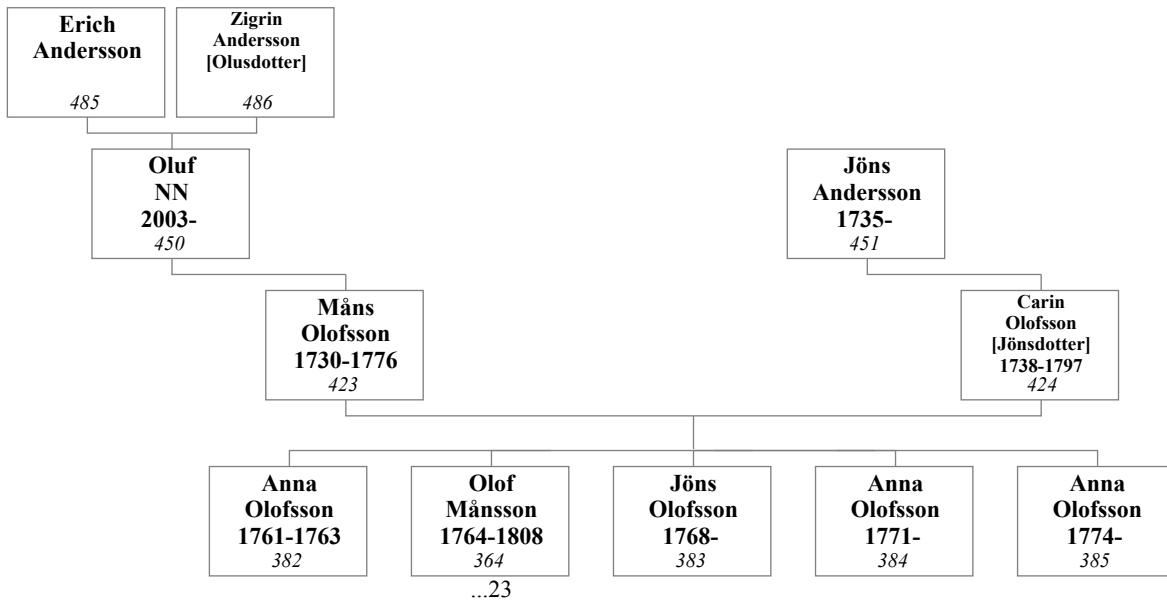 Erich
Andersson
485
Zigrin
Andersson
[Olusdotter]
486
Oluf
NN
2003-
450
Jöns
Andersson
1735-
451
Måns
Olofsson
1730-1776
423
Carin
Olofsson
[Jönsdotter]
1738-1797
424
Anna
Olofsson
1761-1763
382
Olof
Månsson
1764-1808
364
...23
Jöns
Olofsson
1768-
383
Anna
Olofsson
1771-
384
Anna
Olofsson
1774-
385